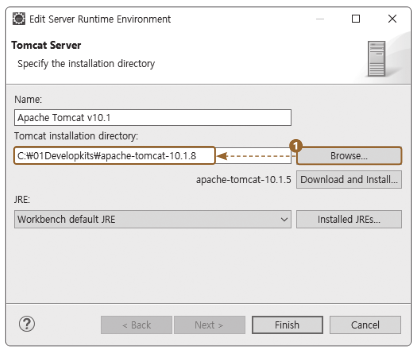 Edit Server Runtime Environment
Tomcat Server
Specify the installation directory
Name:
Apache Tomcat v10.1
Tomcat installation directory:
1
C:₩01Developkits₩apache-tomcat-10.1.8
Browse...
apache-tomcat-10.1.5
Download and Install...
JRE:
Workbench default JRE
Installed JREs...
?
< Back
Next >
Finish
Cancel